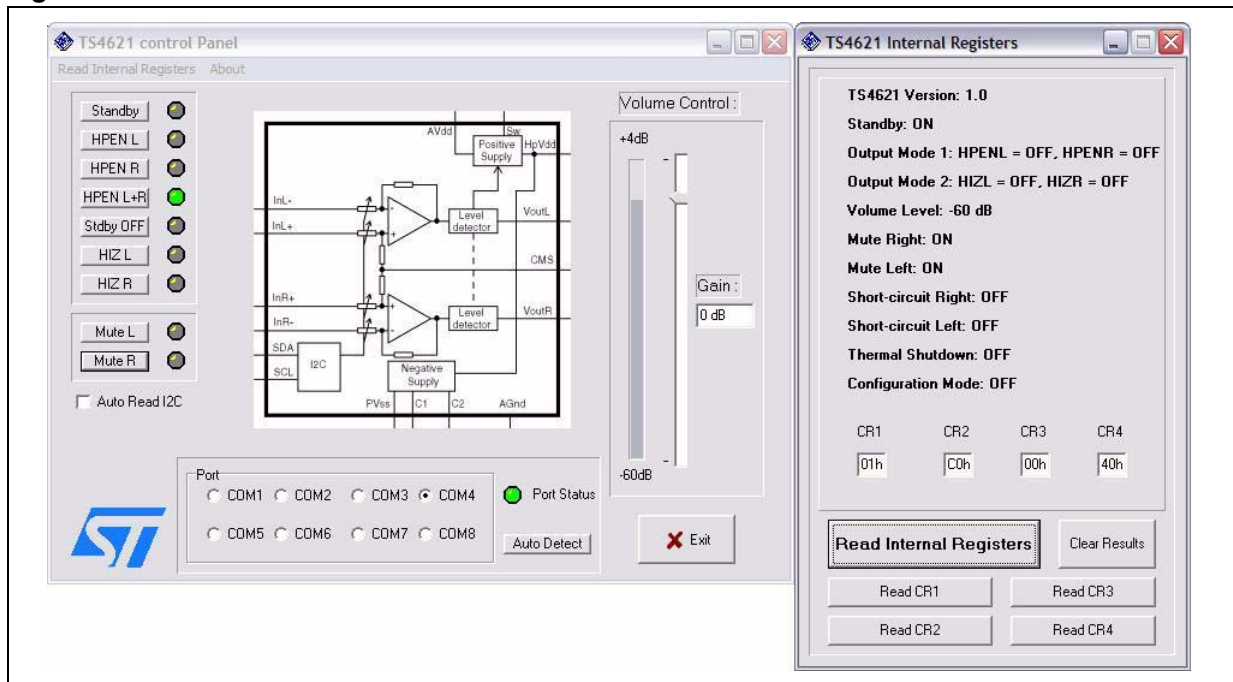 TS4621 control Panel
Read Internal Registers About
Standby
HPEN L
HPEN R
HPEN L+R
Stdby OFF
HIZ L
HIZ R
Mute L
Mute R
Auto Read I2C
AVdd
Sw
HpVdd
Positive
Supply
InL-
InL+
Level
detector
VoutL
CMS
InR+
InR-
Level
detector
VoutR
SDA
SCL
I2C
Negative
Supply
PVss
C1
C2
AGnd
Volume Control :
+4dB
-60dB
Gain :
0 dB
Port
COM1 COM2 COM3 COM4
COM5 COM6 COM7 COM8
Port Status
Auto Detect
Exit
ST
TS4621 Internal Registers
TS4621 Version: 1.0
Standby: ON
Output Mode 1: HPENL = OFF, HPENR = OFF
Output Mode 2: HIZL = OFF, HIZR = OFF
Volume Level: -60 dB
Mute Right: ON
Mute Left: ON
Short-circuit Right: OFF
Short-circuit Left: OFF
Thermal Shutdown: OFF
Configuration Mode: OFF
CR1 CR2 CR3 CR4
01h C0h 00h 40h
Read Internal Registers
Clear Results
Read CR1 Read CR3
Read CR2 Read CR4